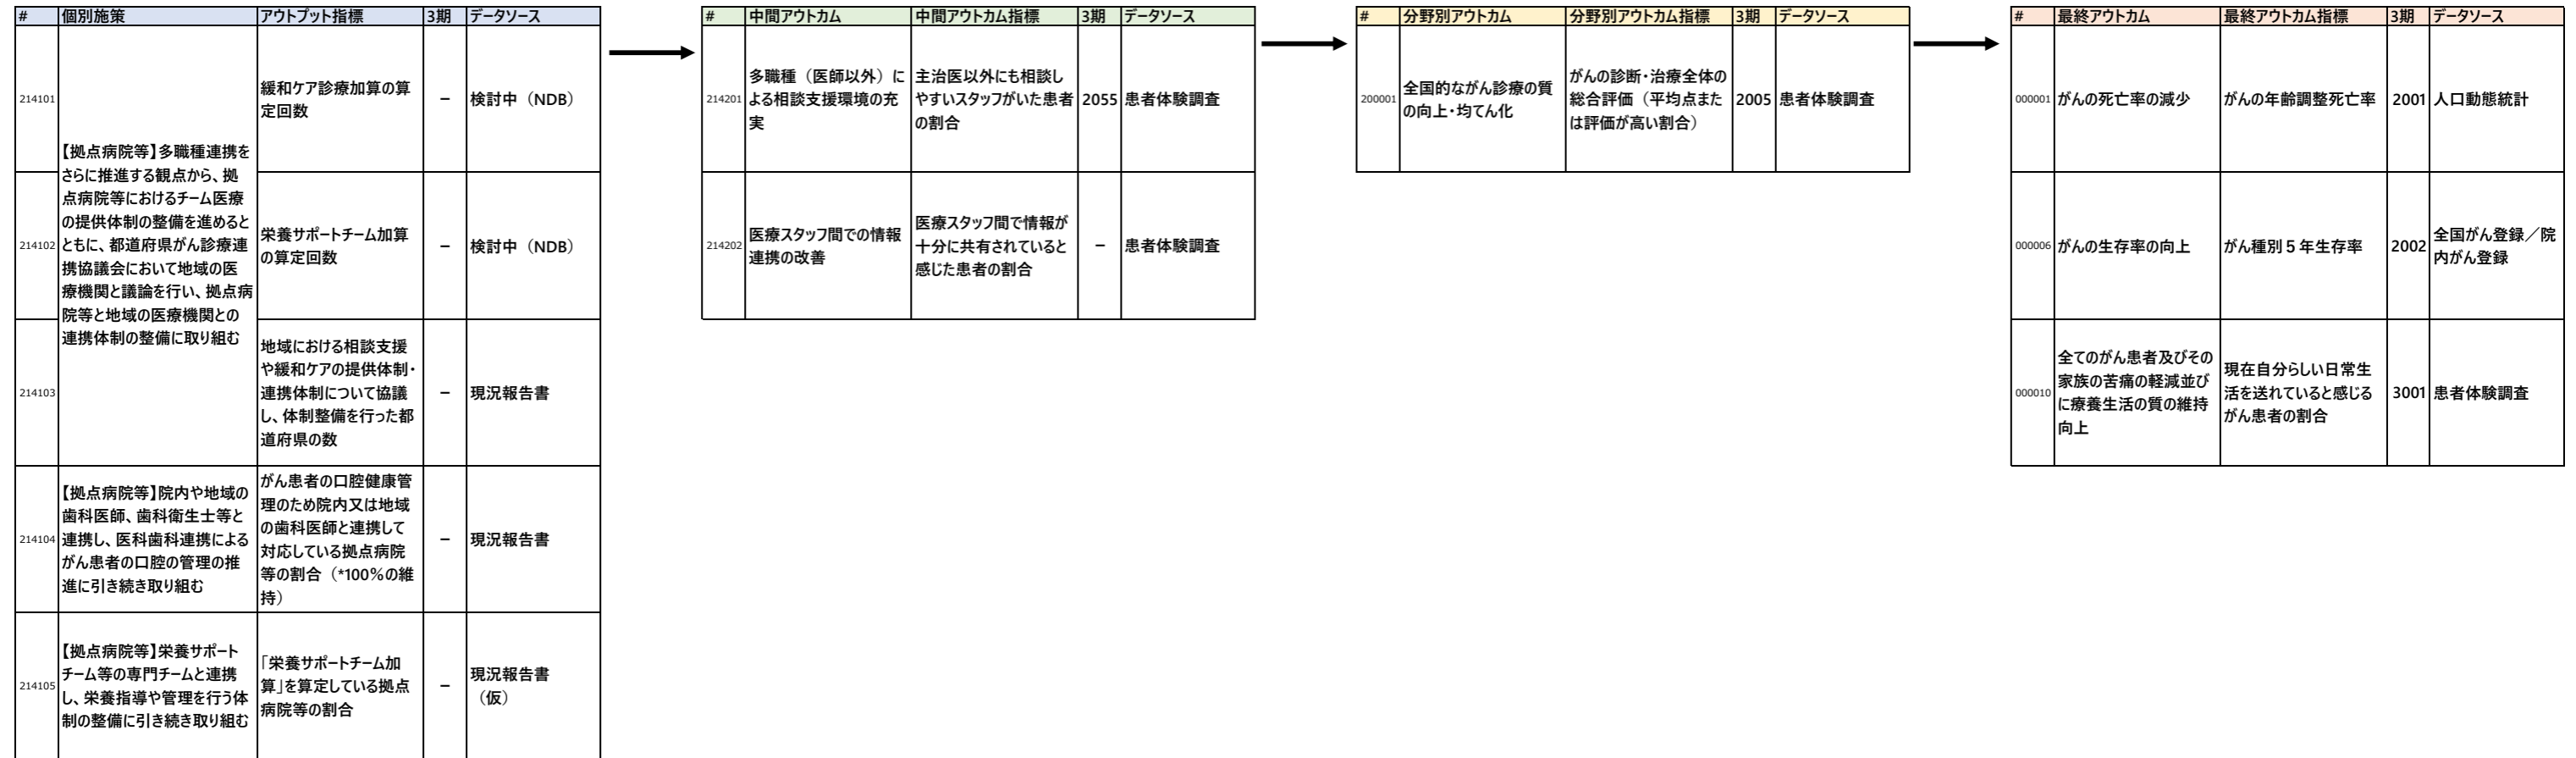 # 個別施策 アウトプット指標 3期 データソース
214101
【拠点病院等】多職種連携を
さらに推進する観点から、拠
点病院等におけるチーム医療
の提供体制の整備を進めると
ともに、都道府県がん診療連
携協議会において地域の医
療機関と議論を行い、拠点病
院等と地域の医療機関との
連携体制の整備に取り組む
緩和ケア診療加算の算
定回数
－
検討中（NDB）
214102
栄養サポートチーム加算
の算定回数
－
検討中（NDB）
214103
地域における相談支援
や緩和ケアの提供体制・
連携体制について協議
し、体制整備を行った都
道府県の数
－
現況報告書
214104
【拠点病院等】院内や地域の
歯科医師、歯科衛生士等と
連携し、医科歯科連携による
がん患者の口腔の管理の推
進に引き続き取り組む
がん患者の口腔健康管
理のため院内又は地域
の歯科医師と連携して
対応している拠点病院
等の割合（*100％の維
持）
－
現況報告書
214105
【拠点病院等】栄養サポート
チーム等の専門チームと連携
し、栄養指導や管理を行う体
制の整備に引き続き取り組む
「栄養サポートチーム加
算」を算定している拠点
病院等の割合
－
現況報告書
（仮）
# 中間アウトカム 中間アウトカム指標 3期 データソース
214201
多職種（医師以外）に
よる相談支援環境の充
実
主治医以外にも相談し
やすいスタッフがいた患者
の割合
2055
患者体験調査
214202
医療スタッフ間での情報
連携の改善
医療スタッフ間で情報が
十分に共有されていると
感じた患者の割合
－
患者体験調査
# 分野別アウトカム 分野別アウトカム指標 3期 データソース
200001
全国的ながん診療の質
の向上・均てん化
がんの診断・治療全体の
総合評価（平均点また
は評価が高い割合）
2005
患者体験調査
# 最終アウトカム 最終アウトカム指標 3期 データソース
000001
がんの死亡率の減少
がんの年齢調整死亡率
2001
人口動態統計
000006
がんの生存率の向上
がん種別５年生存率
2002
全国がん登録／院
内がん登録
000010
全てのがん患者及びその
家族の苦痛の軽減並び
に療養生活の質の維持
向上
現在自分らしい日常生
活を送れていると感じる
がん患者の割合
3001
患者体験調査